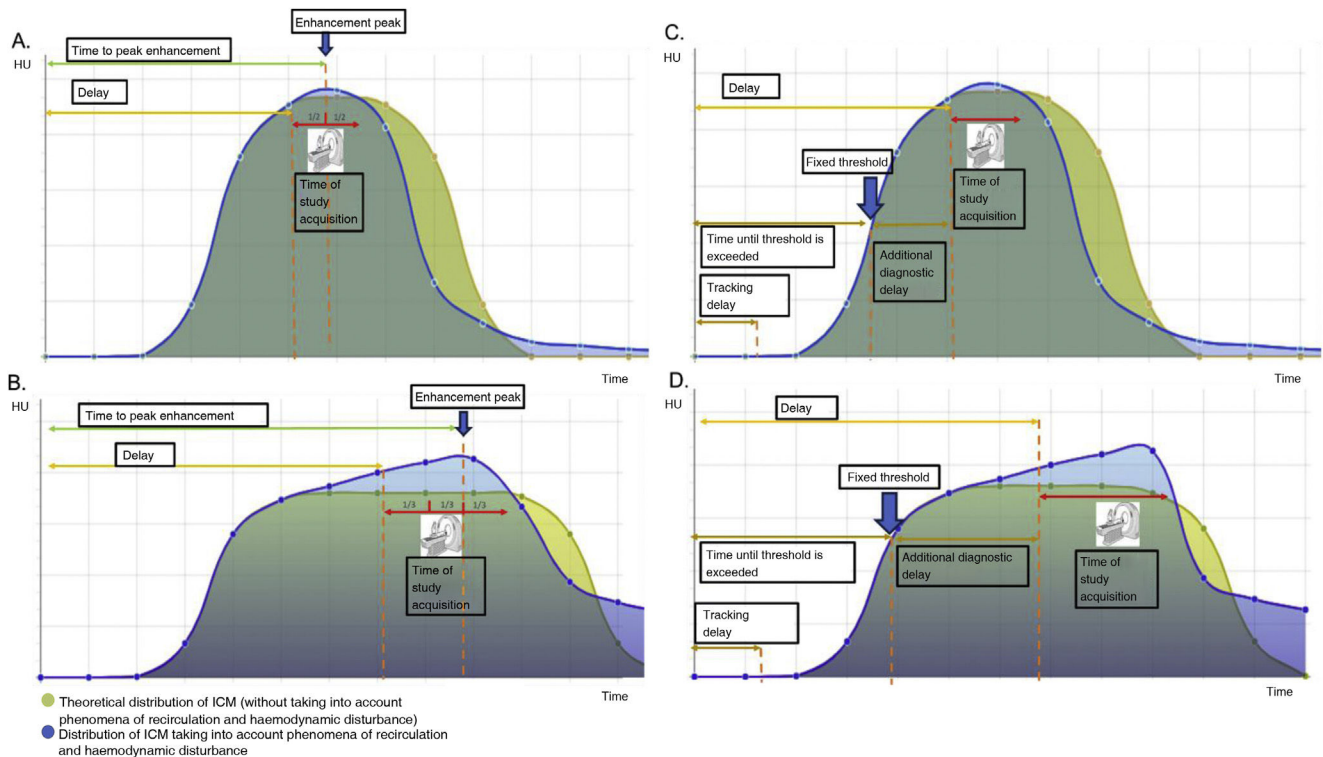 A.
Enhancement peak
Time to peak enhancement
HU
Delay
1/2 1/2
Time of
study
acquisition
Time
C.
HU
Delay
Fixed threshold
Time of
study
acquisition
Time until threshold is
exceeded
Additional
diagnostic
delay
Tracking
delay
Time
B.
HU
Enhancement peak
Time to peak enhancement
Delay
1/3 1/3 1/3
Time of
study
acquisition
Time
D.
HU
Delay
Fixed threshold
Time until threshold is
exceeded
Additional diagnostic
delay
Time of
study
acquisition
Tracking
delay
Time
Theoretical distribution of ICM (without taking into account
phenomena of recirculation and haemodynamic disturbance)
Distribution of ICM taking into account phenomena of recirculation
and haemodynamic disturbance